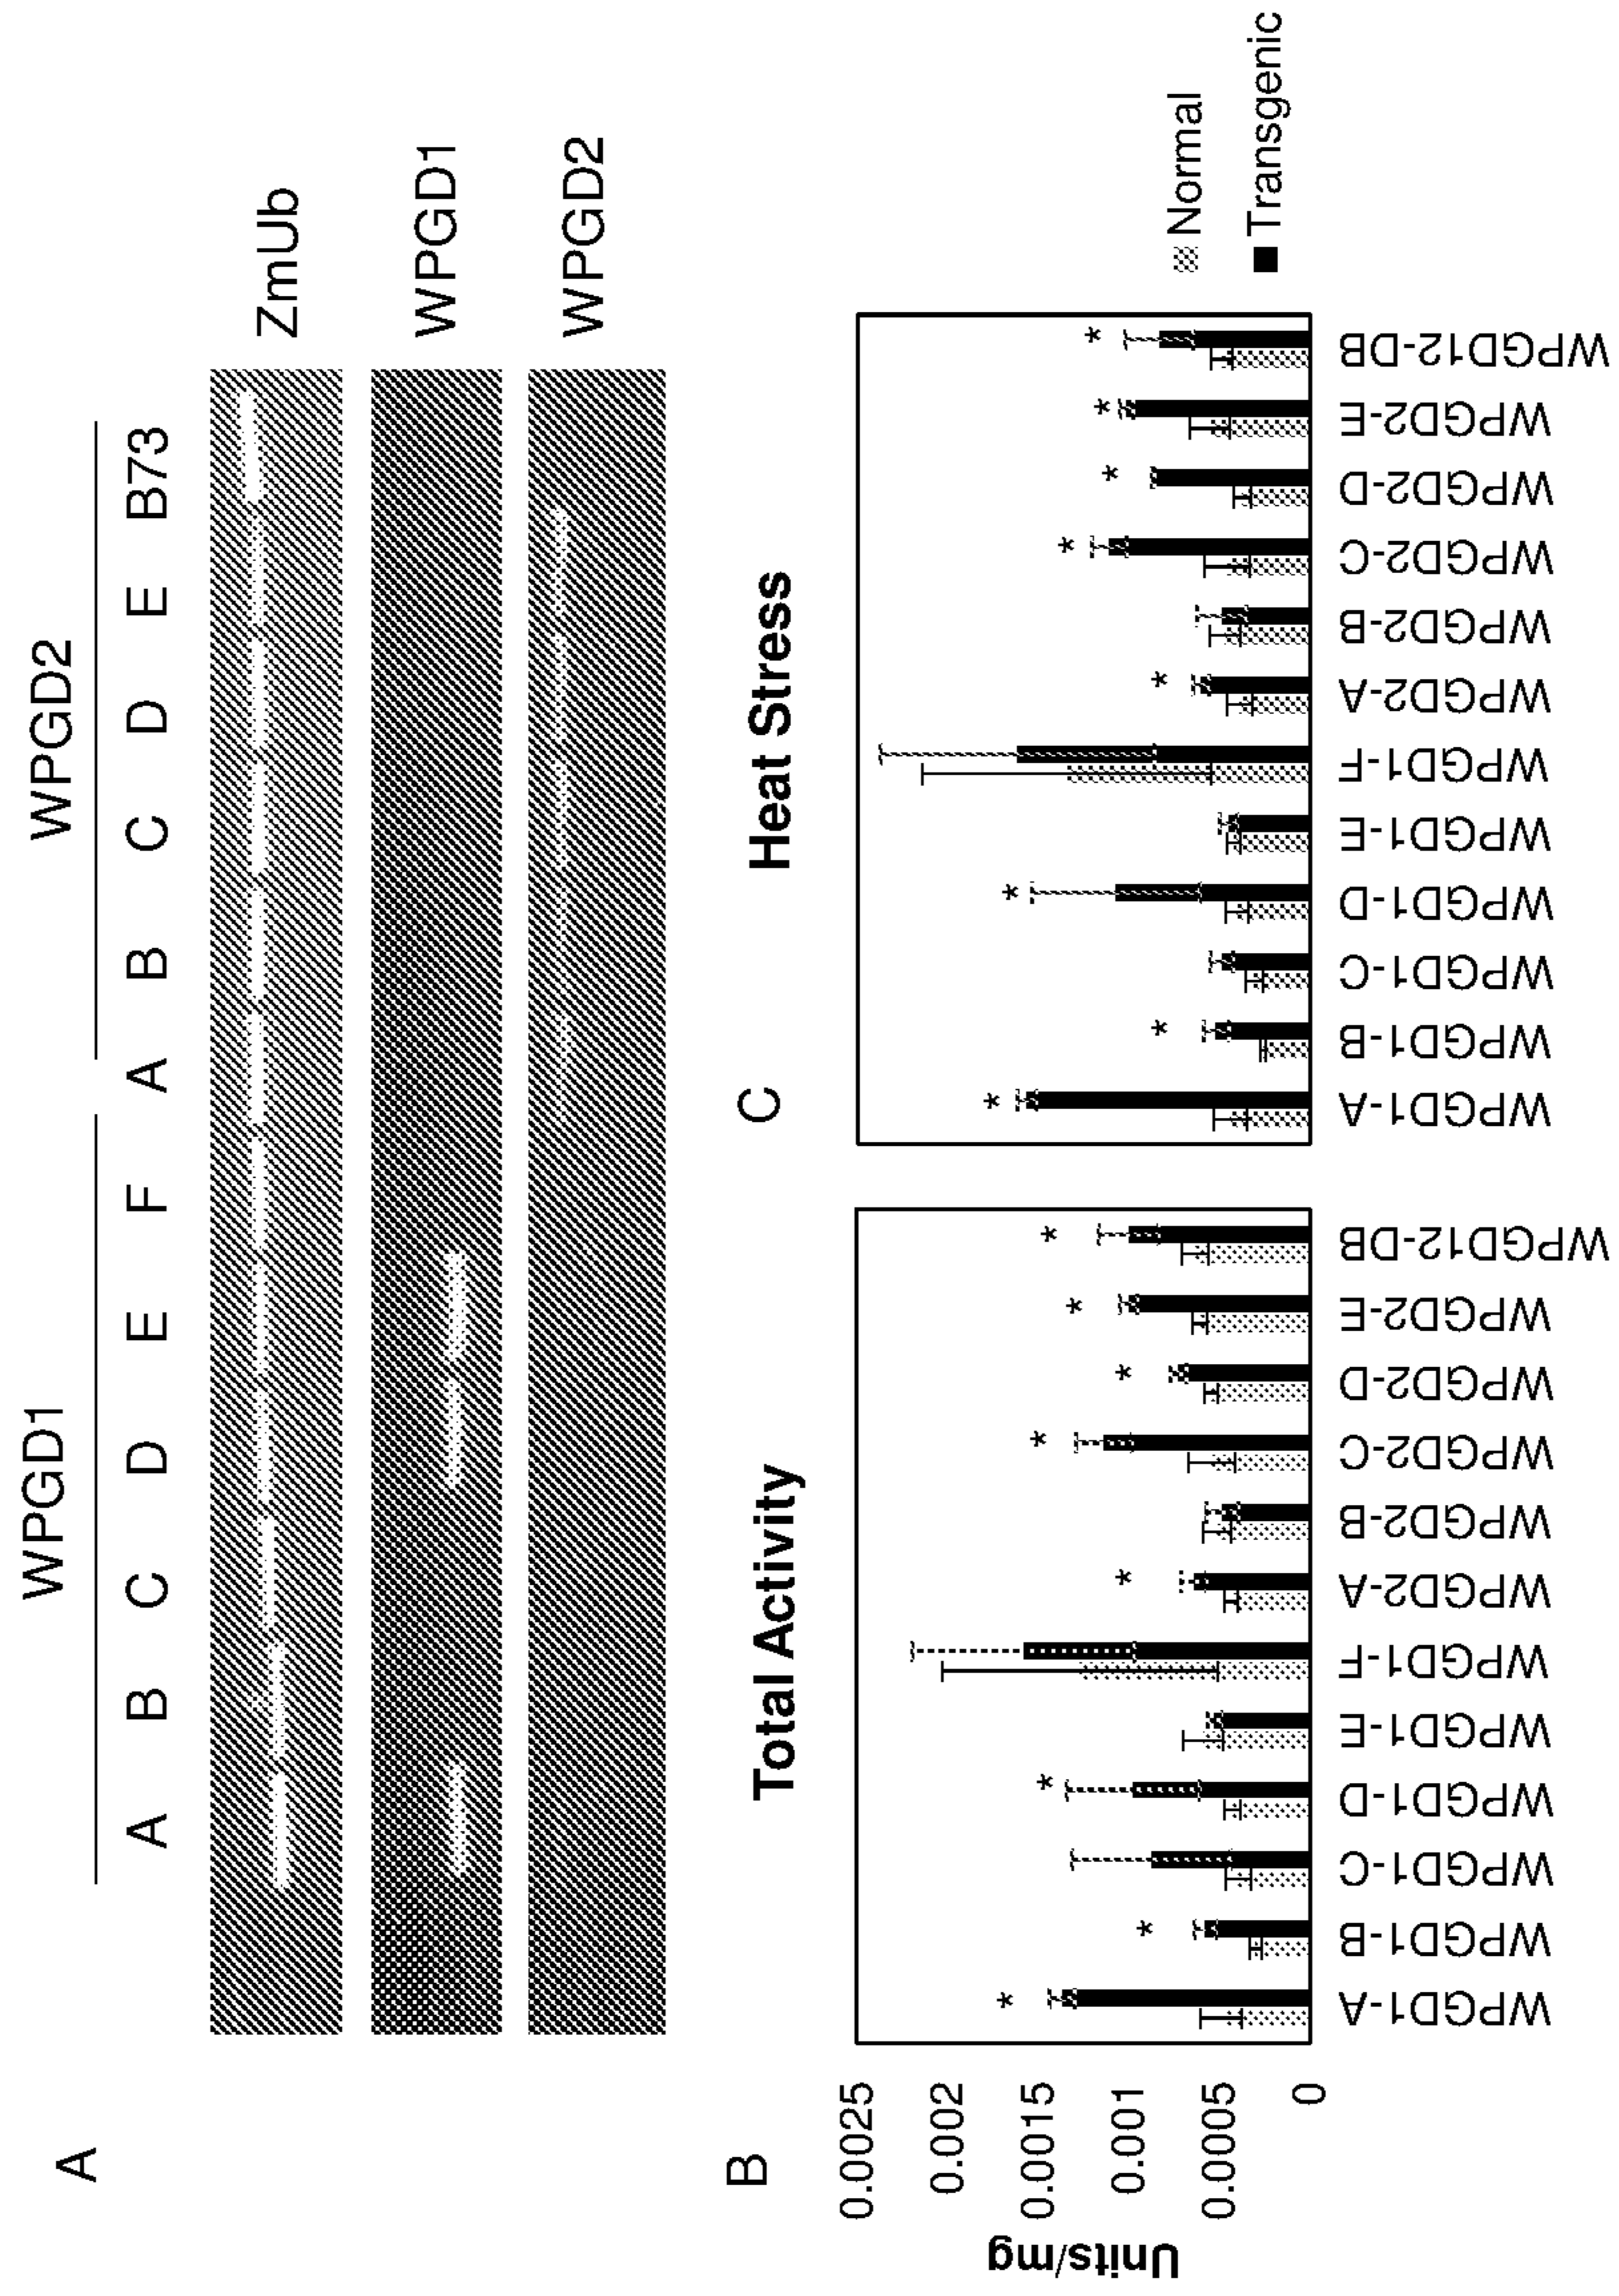 A
WPGD1
WPGD2
A B C D E F A B C D E B73
ZmUb
WPGD1
WPGD2
B
Total Activity
C
Heat Stress
Units/mg
0.0025
0.002
0.0015
0.001
0.0005
0
* * * * * * * *
* * * * * * * *
WPGD1-A
WPGD1-B
WPGD1-C
WPGD1-D
WPGD1-E
WPGD1-F
WPGD2-A
WPGD2-B
WPGD2-C
WPGD2-D
WPGD2-E
WPGD12-DB
WPGD1-A
WPGD1-B
WPGD1-C
WPGD1-D
WPGD1-E
WPGD1-F
WPGD2-A
WPGD2-B
WPGD2-C
WPGD2-D
WPGD2-E
WPGD12-DB
Normal
Transgenic